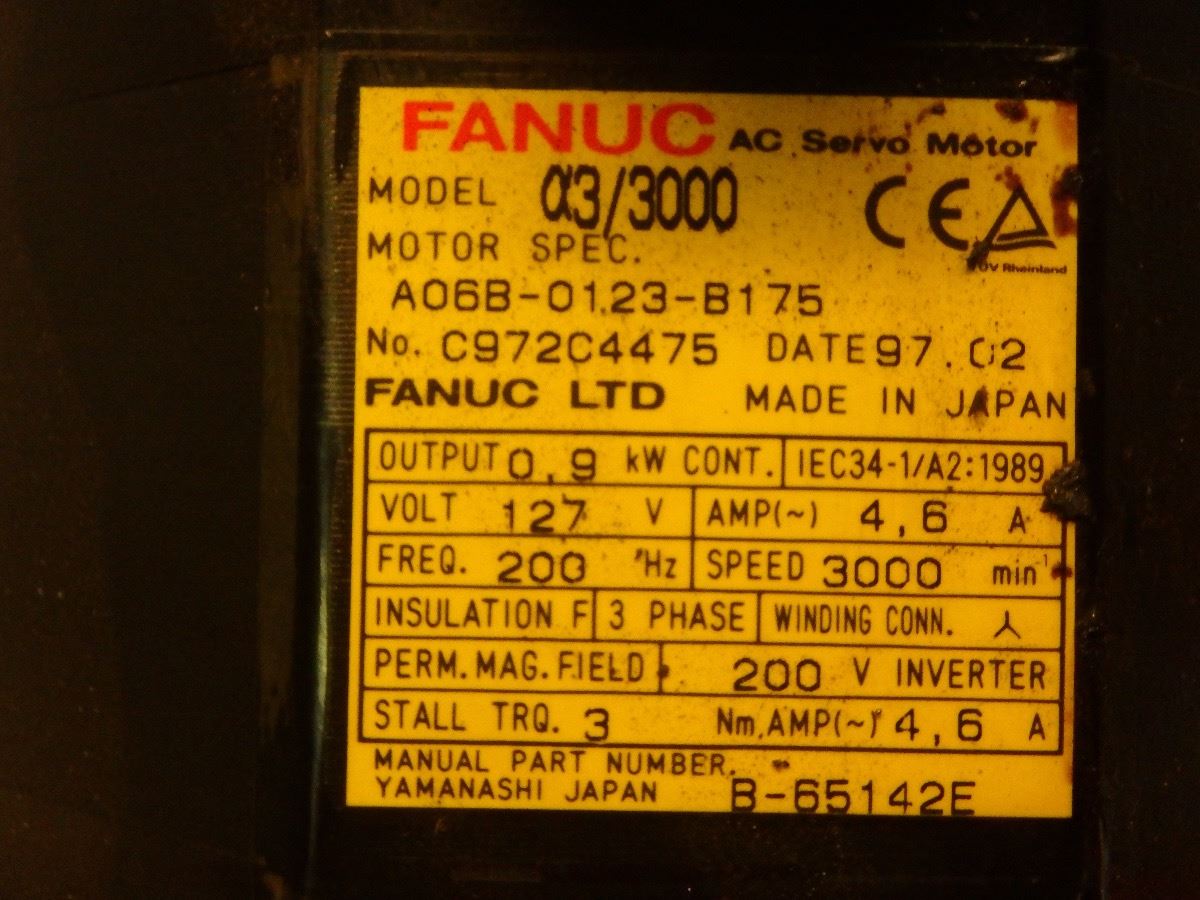 FANUC AC Servo Motor
MODEL α3/3000
CE
TÜV Rheinland
MOTOR SPEC.
A06B-0123-B175
No. C972C4475 DATE 97.02
FANUC LTD MADE IN JAPAN
OUTPUT 0,9 kW CONT. IEC34-1/A2:1989
VOLT 127 V AMP(~) 4,6 A
FREQ. 200 Hz SPEED 3000 min⁻¹
INSULATION F 3 PHASE WINDING CONN. ⅄
PERM.MAG.FIELD 200 V INVERTER
STALL TRQ. 3 Nm,AMP(~) 4,6 A
MANUAL PART NUMBER.
YAMANASHI JAPAN B-65142E